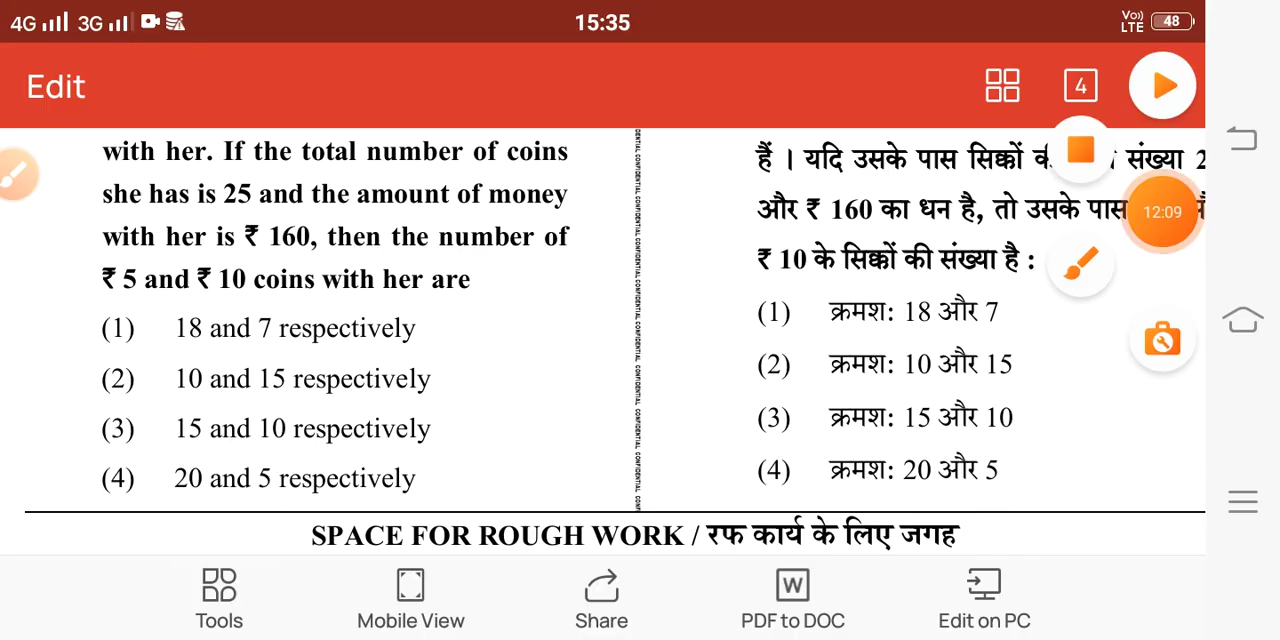 4G 3G 15:35 Vo)) LTE 48
Edit 4
with her. If the total number of coins
she has is 25 and the amount of money
with her is ₹ 160, then the number of
₹ 5 and ₹ 10 coins with her are
(1) 18 and 7 respectively
(2) 10 and 15 respectively
(3) 15 and 10 respectively
(4) 20 and 5 respectively
हैं । यदि उसके पास सिक्कों संख्या 2
और ₹ 160 का धन है, तो उसके पास
12:09
₹ 10 के सिक्कों की संख्या है :
(1) क्रमश: 18 और 7
(2) क्रमश: 10 और 15
(3) क्रमश: 15 और 10
(4) क्रमश: 20 और 5
SPACE FOR ROUGH WORK / रफ कार्य के लिए जगह
Tools Mobile View Share PDF to DOC Edit on PC